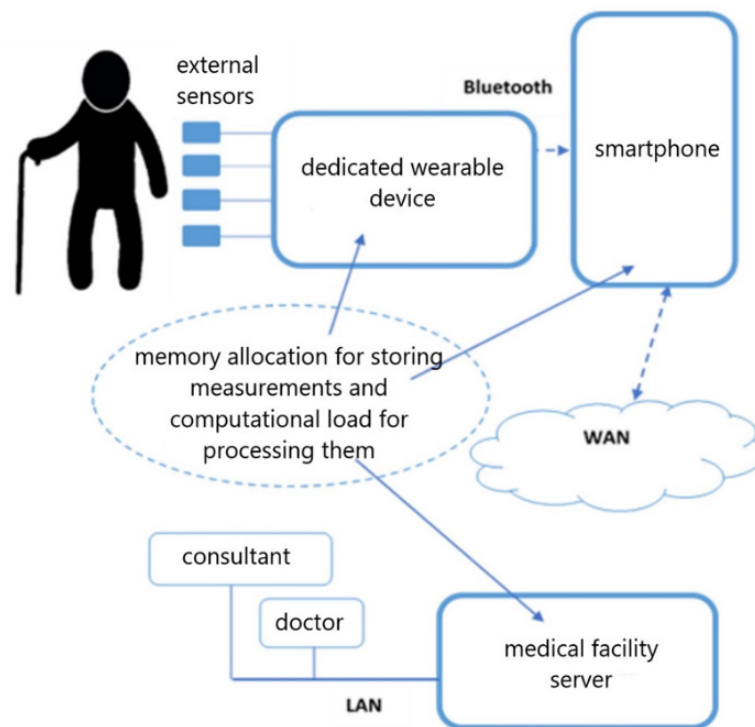 external
sensors
Bluetooth
smartphone
dedicated wearable
device
memory allocation for storing
measurements and
computational load for
processing them
WAN
consultant
doctor
medical facility
server
LAN